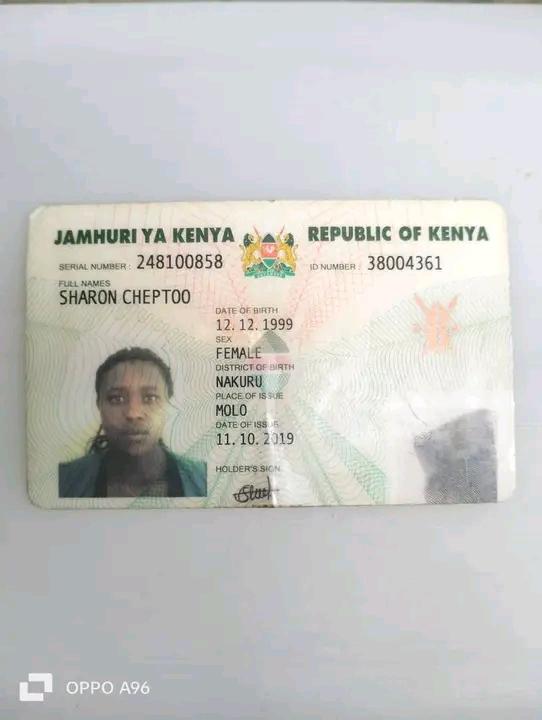 JAMHURI YA KENYA REPUBLIC OF KENYA
SERIAL NUMBER : 248100858 ID NUMBER : 38004361
FULL NAMES
SHARON CHEPTOO
DATE OF BIRTH
12. 12. 1999
SEX
FEMALE
DISTRICT OF BIRTH
NAKURU
PLACE OF ISSUE
MOLO
DATE OF ISSUE
11. 10. 2019
HOLDER'S SIGN.
OPPO A96